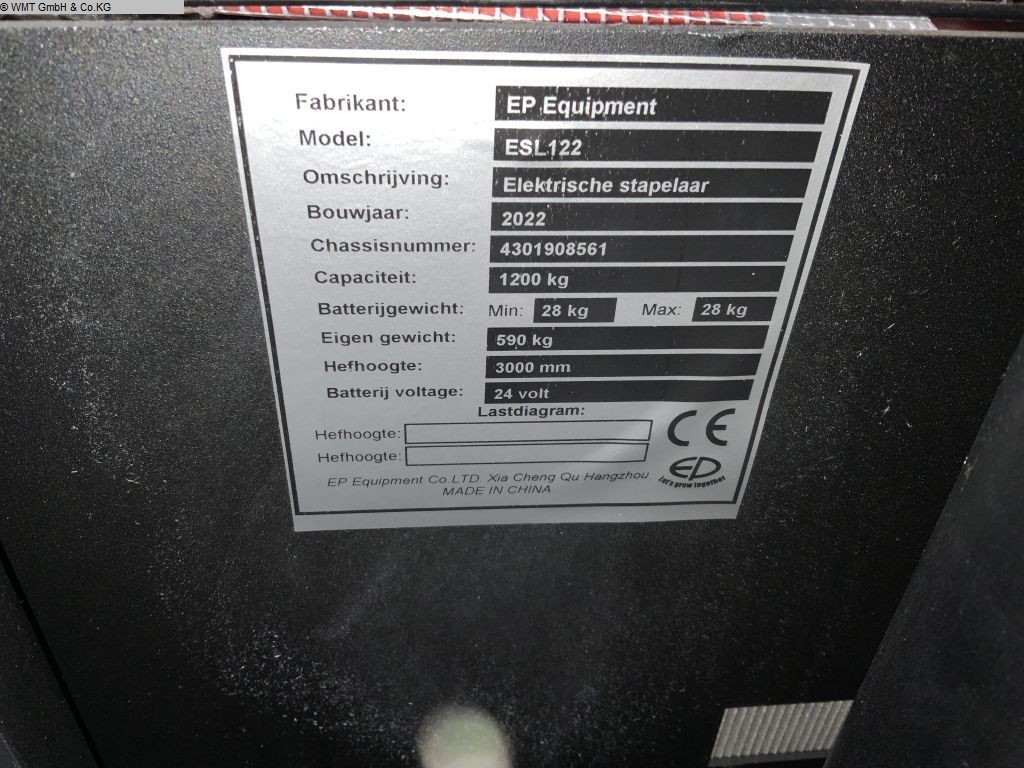 © WMT GmbH & Co.KG
Fabrikant: EP Equipment
Model: ESL122
Omschrijving: Elektrische stapelaar
Bouwjaar: 2022
Chassisnummer: 4301908561
Capaciteit: 1200 kg
Batterijgewicht: Min: 28 kg Max: 28 kg
Eigen gewicht: 590 kg
Hefhoogte: 3000 mm
Batterij voltage: 24 volt
Lastdiagram:
Hefhoogte:
Hefhoogte:
CE
EP
Let's grow together
EP Equipment Co.LTD Xia Cheng Qu Hangzhou
MADE IN CHINA